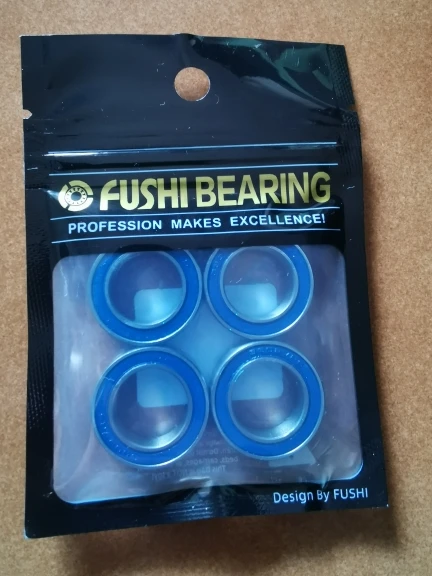 FUSHI BEARING
PROFESSION MAKES EXCELLENCE!
Design By FUSHI